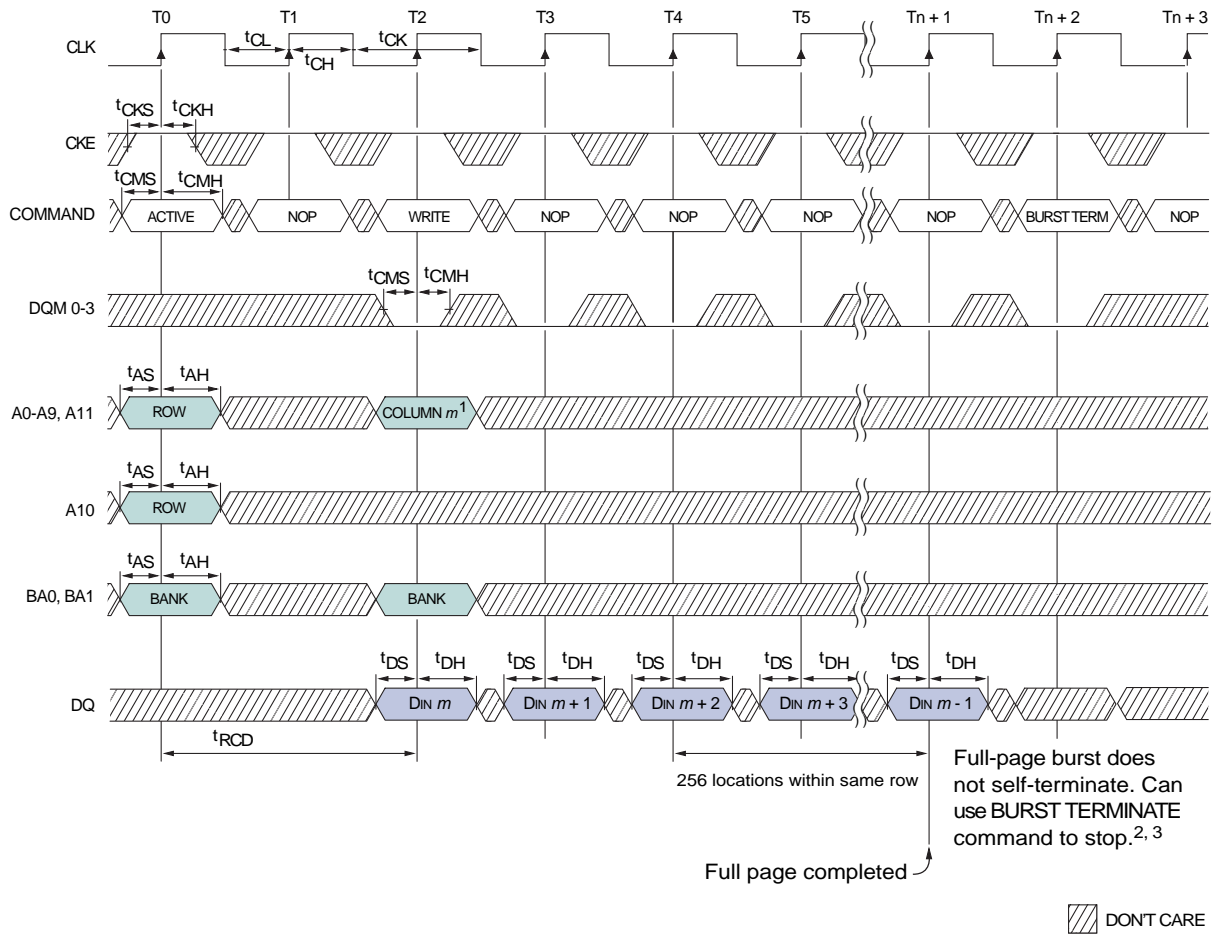 T0 T1 T2 T3 T4 T5 Tn + 1 Tn + 2 Tn + 3
CLK
tCL tCK
tCH
tCKS tCKH
CKE
tCMS tCMH
COMMAND ACTIVE NOP WRITE NOP NOP NOP NOP BURST TERM NOP
tCMS tCMH
DQM 0-3
tAS tAH
A0-A9, A11 ROW COLUMN m1
tAS tAH
A10 ROW
tAS tAH
BA0, BA1 BANK BANK
tDS tDH tDS tDH tDS tDH tDS tDH tDS tDH
DQ DIN m DIN m + 1 DIN m + 2 DIN m + 3 DIN m - 1
tRCD
256 locations within same row
Full-page burst does
not self-terminate. Can
use BURST TERMINATE
command to stop.2, 3
Full page completed
DON'T CARE